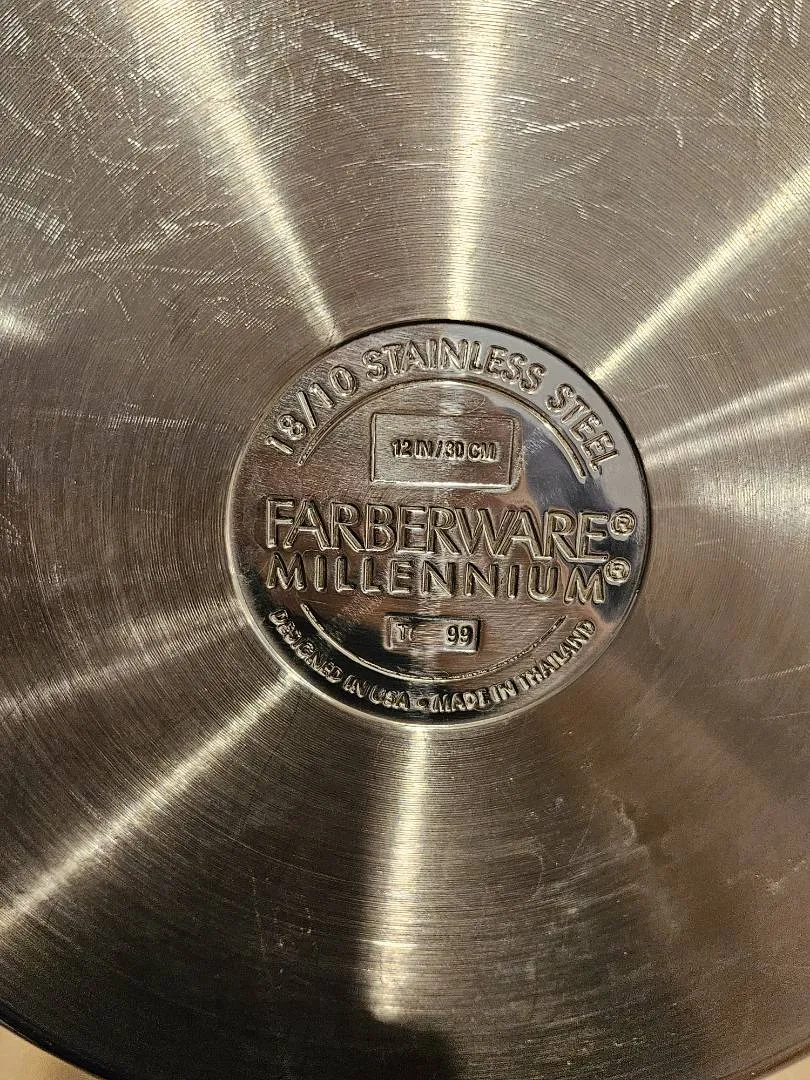 18/10 STAINLESS STEEL
12 IN/30 CM
FARBERWARE®
MILLENNIUM®
99
DESIGNED IN USA - MADE IN THAILAND